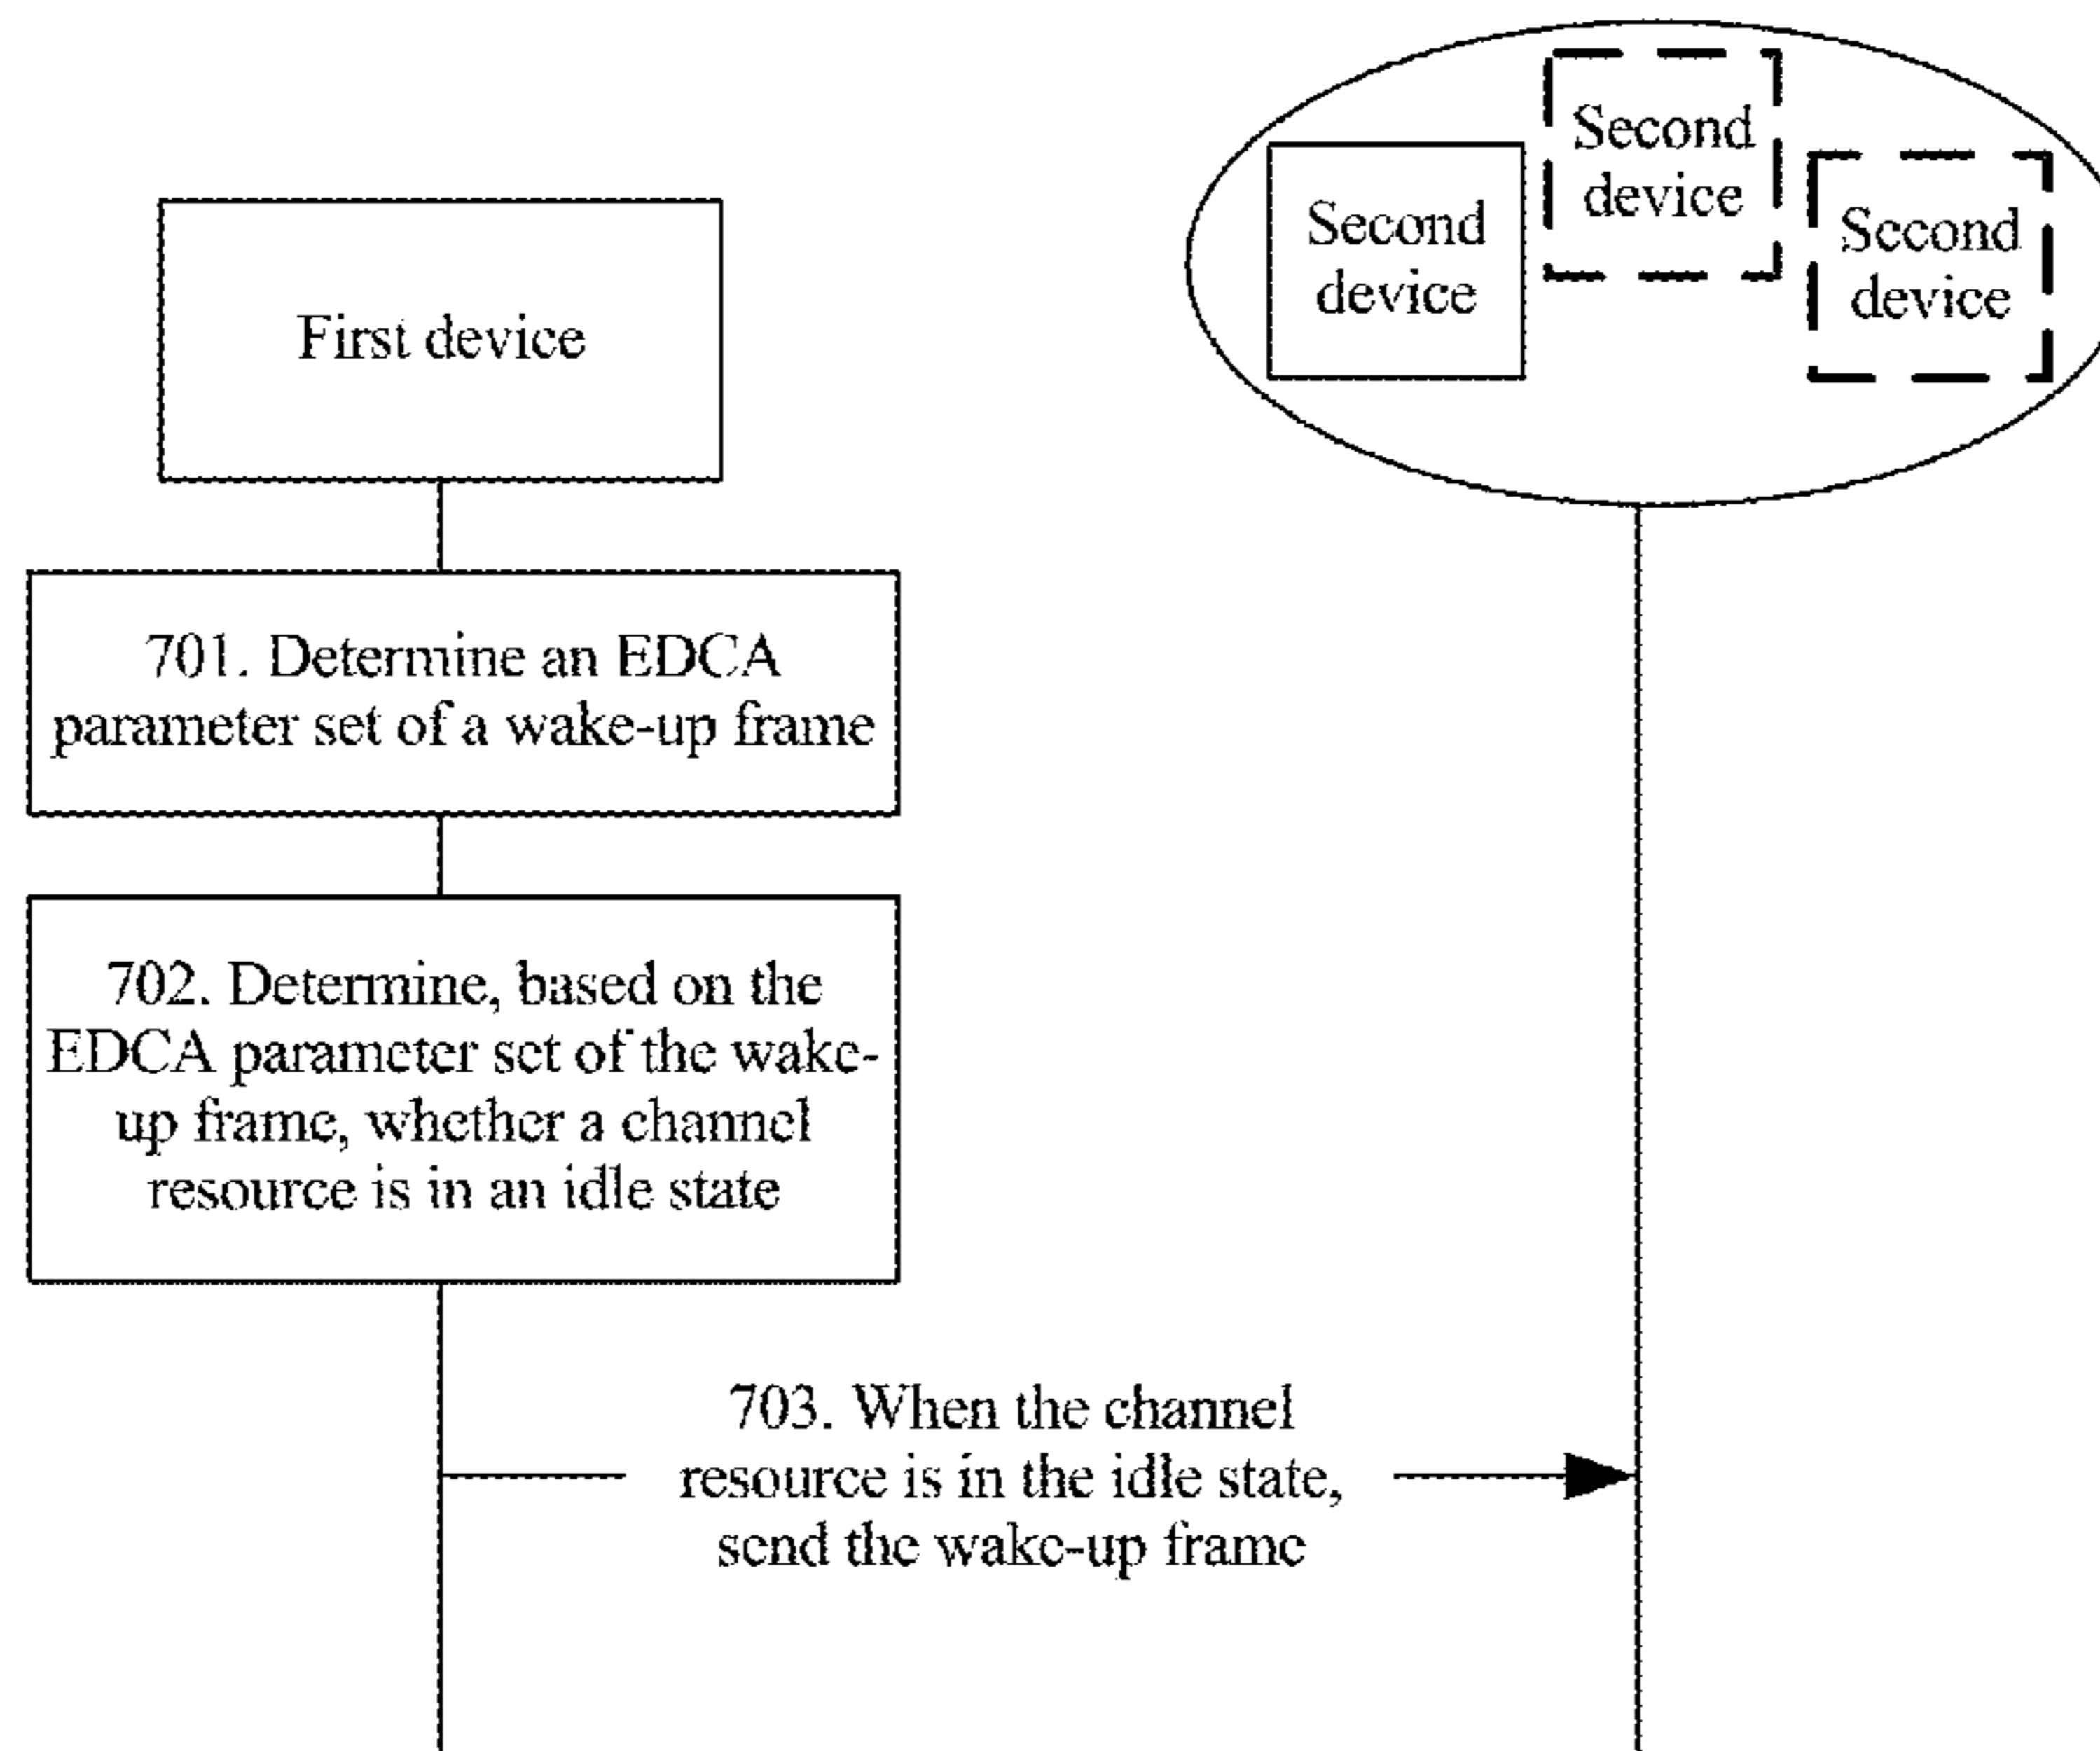 First device
Second
device
Second
device
Second
device
701. Determine an EDCA
parameter set of a wake-up frame
702. Determine, based on the
EDCA parameter set of the wake-
up frame, whether a channel
resource is in an idle state
703. When the channel
resource is in the idle state,
send the wake-up frame